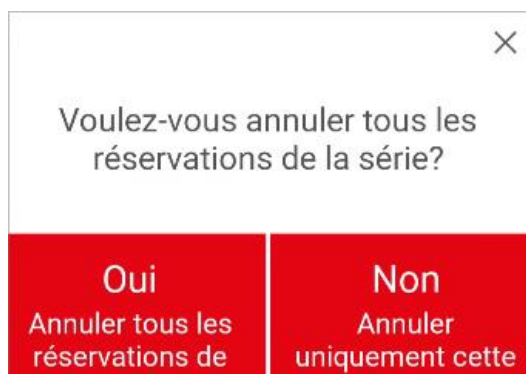 Voulez-vous annuler tous les
réservations de la série?
Oui
Annuler tous les
réservations de
Non
Annuler
uniquement cette